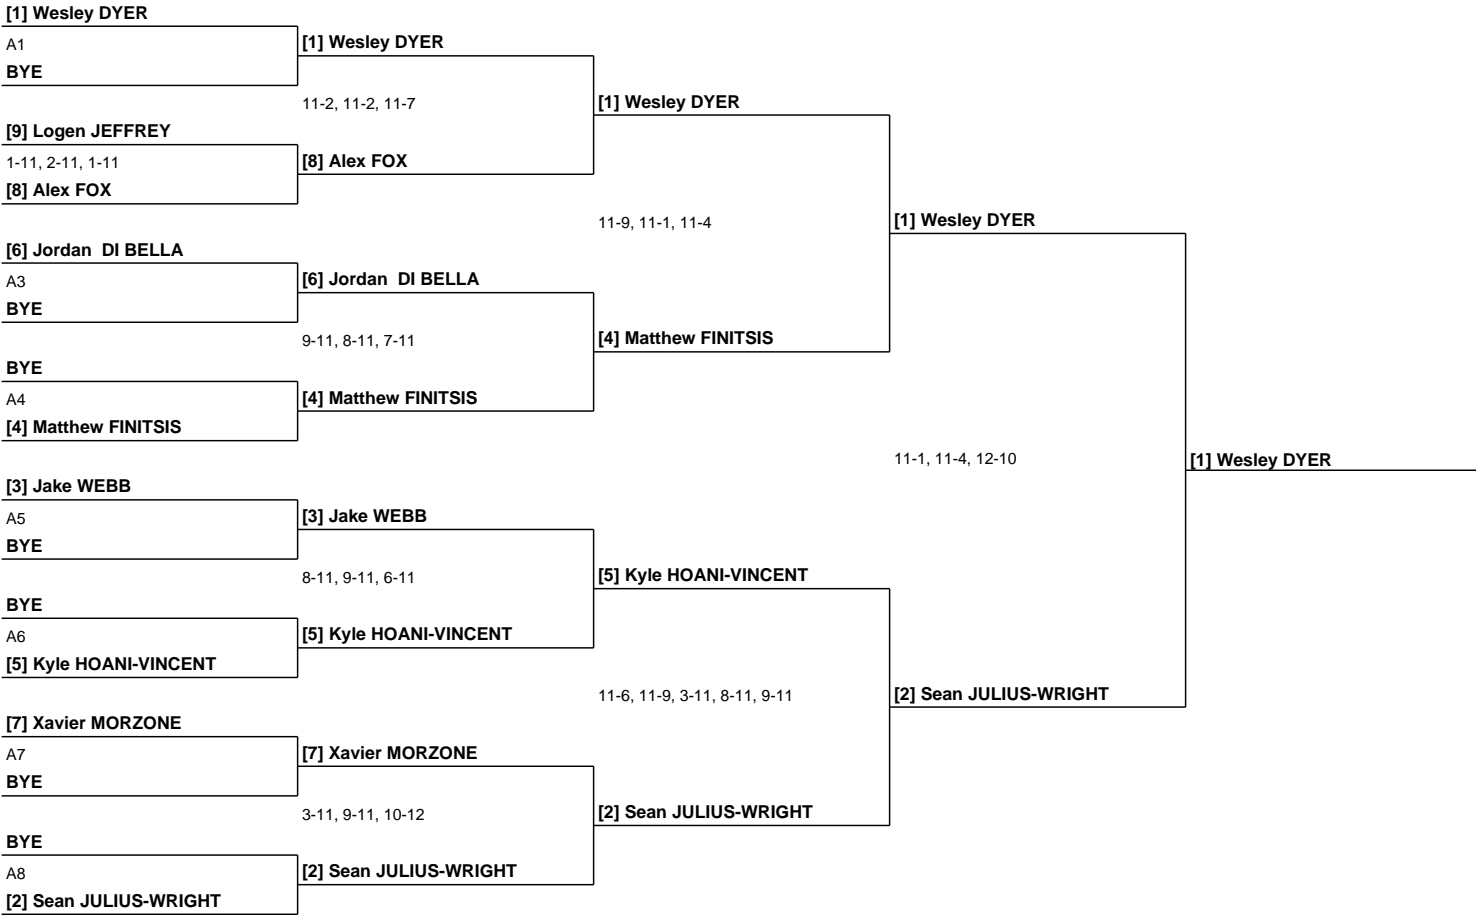 [1] Wesley DYER
A1
BYE
[9] Logen JEFFREY
1-11, 2-11, 1-11
[8] Alex FOX
[6] Jordan  DI BELLA
A3
BYE
BYE
A4
[4] Matthew FINITSIS
[3] Jake WEBB
A5
BYE
BYE
A6
[5] Kyle HOANI-VINCENT
[7] Xavier MORZONE
A7
BYE
BYE
A8
[2] Sean JULIUS-WRIGHT
[1] Wesley DYER
11-2, 11-2, 11-7
[8] Alex FOX
[6] Jordan  DI BELLA
9-11, 8-11, 7-11
[4] Matthew FINITSIS
[3] Jake WEBB
8-11, 9-11, 6-11
[5] Kyle HOANI-VINCENT
[7] Xavier MORZONE
3-11, 9-11, 10-12
[2] Sean JULIUS-WRIGHT
[1] Wesley DYER
11-9, 11-1, 11-4
[4] Matthew FINITSIS
[5] Kyle HOANI-VINCENT
11-6, 11-9, 3-11, 8-11, 9-11
[2] Sean JULIUS-WRIGHT
[1] Wesley DYER
11-1, 11-4, 12-10
[2] Sean JULIUS-WRIGHT
[1] Wesley DYER